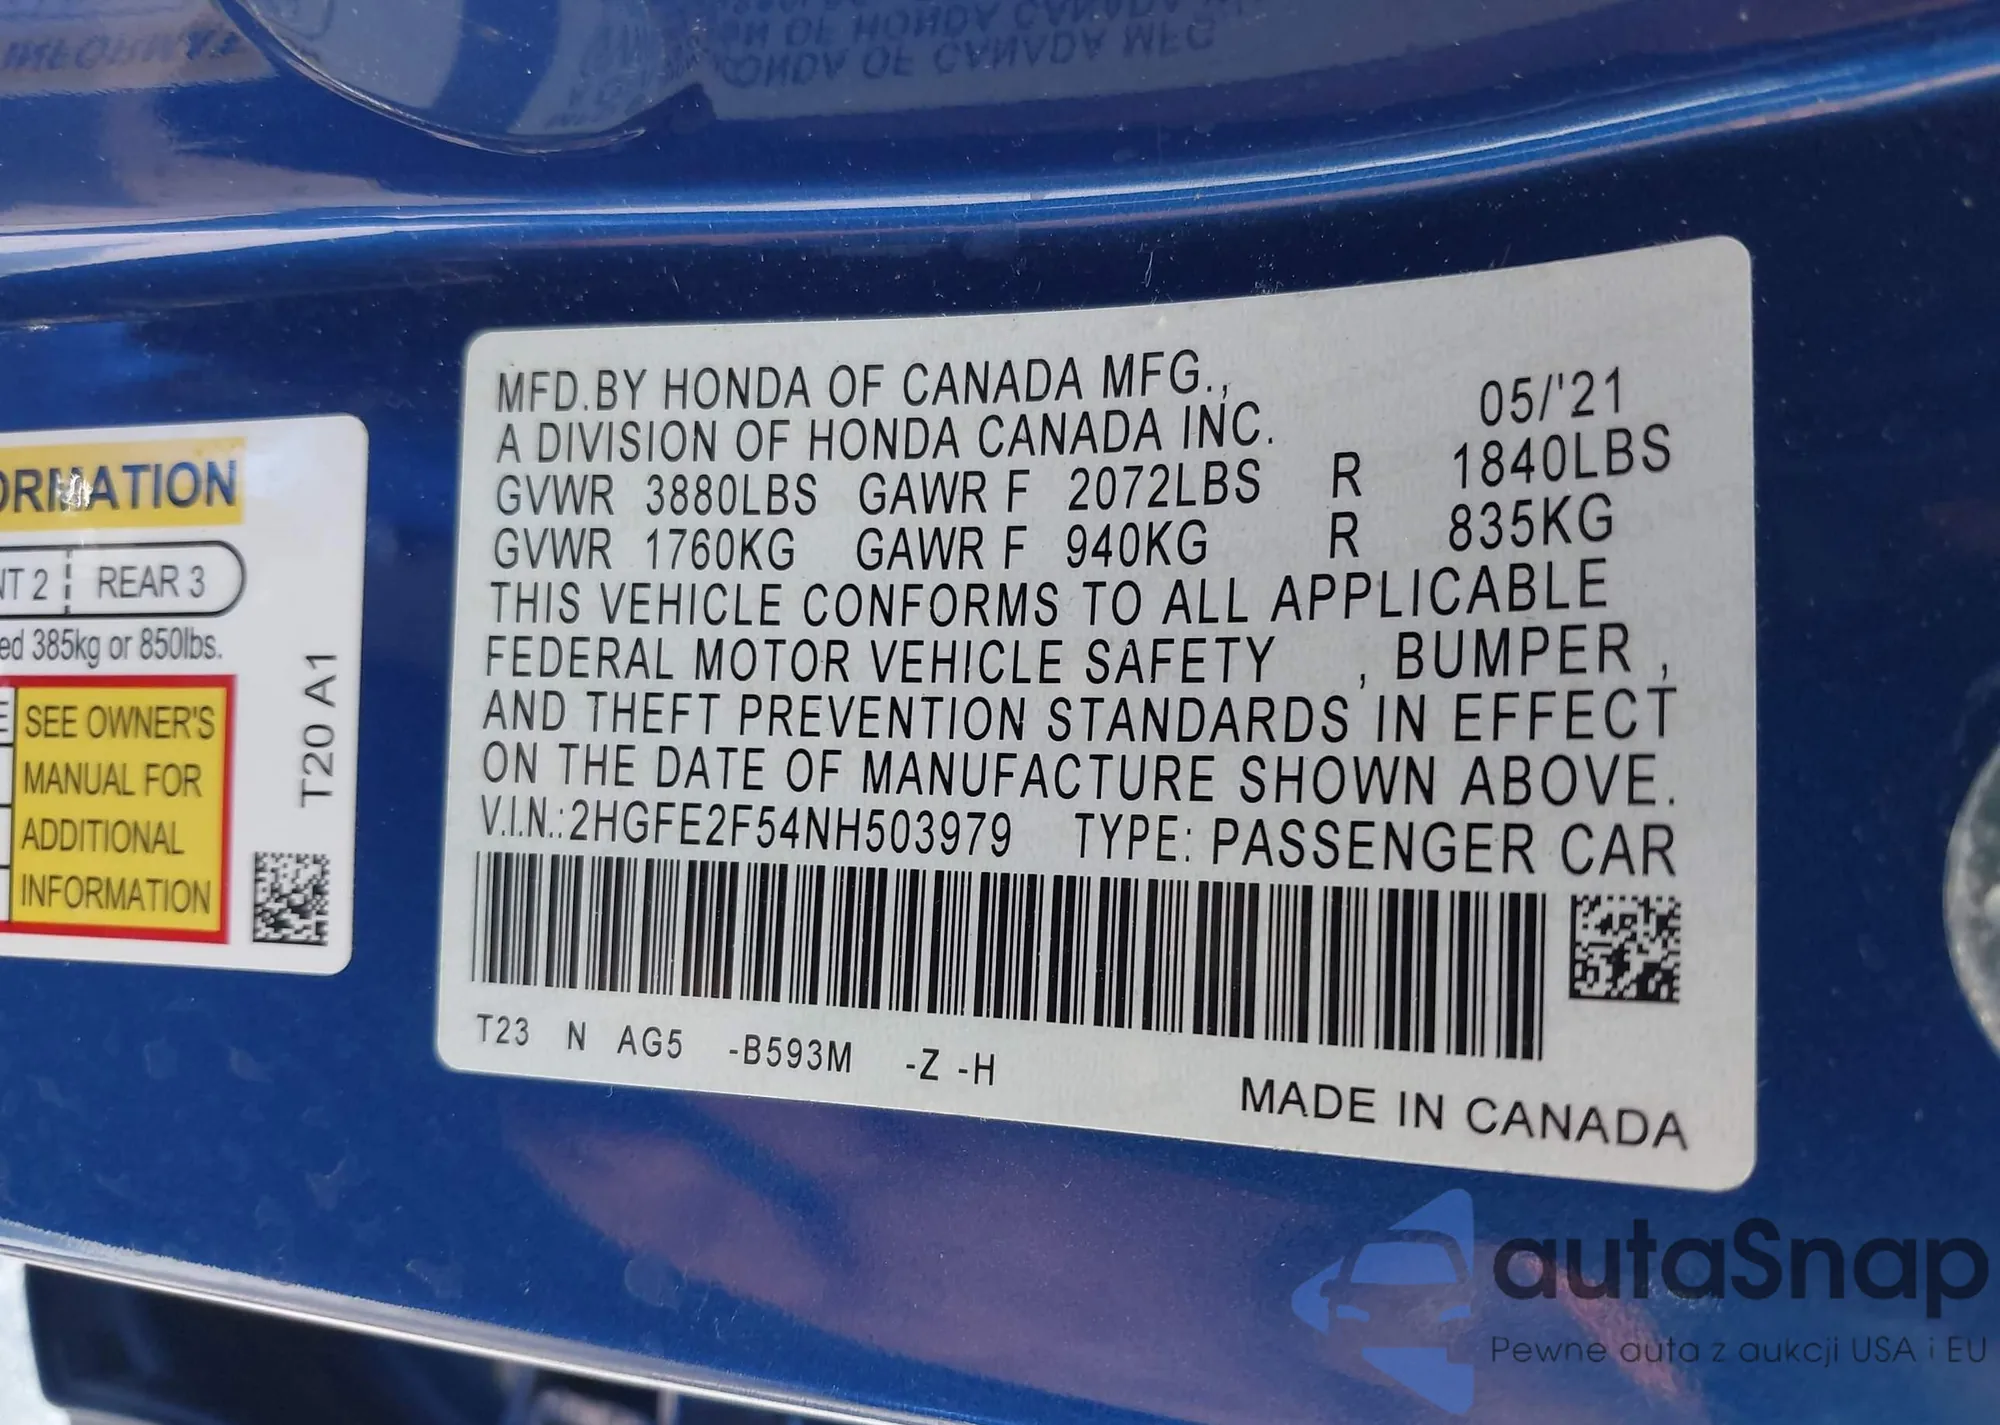 ORMATION
NT 2 REAR 3
ed 385kg or 850lbs.
E SEE OWNER'S
MANUAL FOR
ADDITIONAL
INFORMATION
T20 A1
MFD.BY HONDA OF CANADA MFG., 05/'21
A DIVISION OF HONDA CANADA INC.
GVWR 3880LBS GAWR F 2072LBS R 1840LBS
GVWR 1760KG GAWR F 940KG R 835KG
THIS VEHICLE CONFORMS TO ALL APPLICABLE
FEDERAL MOTOR VEHICLE SAFETY , BUMPER ,
AND THEFT PREVENTION STANDARDS IN EFFECT
ON THE DATE OF MANUFACTURE SHOWN ABOVE.
V.I.N.:2HGFE2F54NH503979 TYPE: PASSENGER CAR
T23 N AG5 -B593M -Z -H
MADE IN CANADA
autaSnap
Pewne auta z aukcji USA i EU